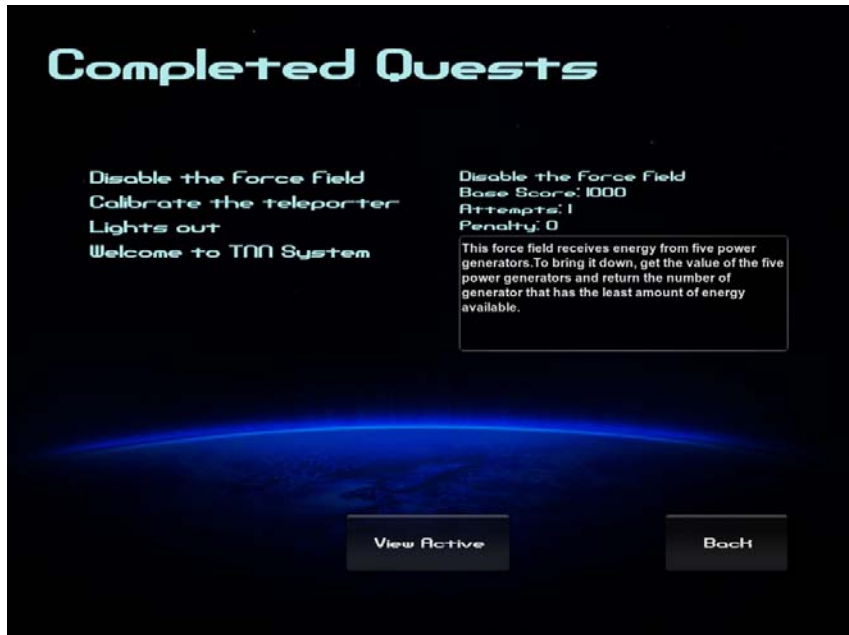 Completed Quests
Disable the Force Field
Calibrate the teleporter
Lights out
Welcome to TNN System
Disable the Force Field
Base Score: 1000
Attempts: 1
Penalty: 0
This force field receives energy from five power
generators.To bring it down, get the value of the five
power generators and return the number of
generator that has the least amount of energy
available.
View Active
Back